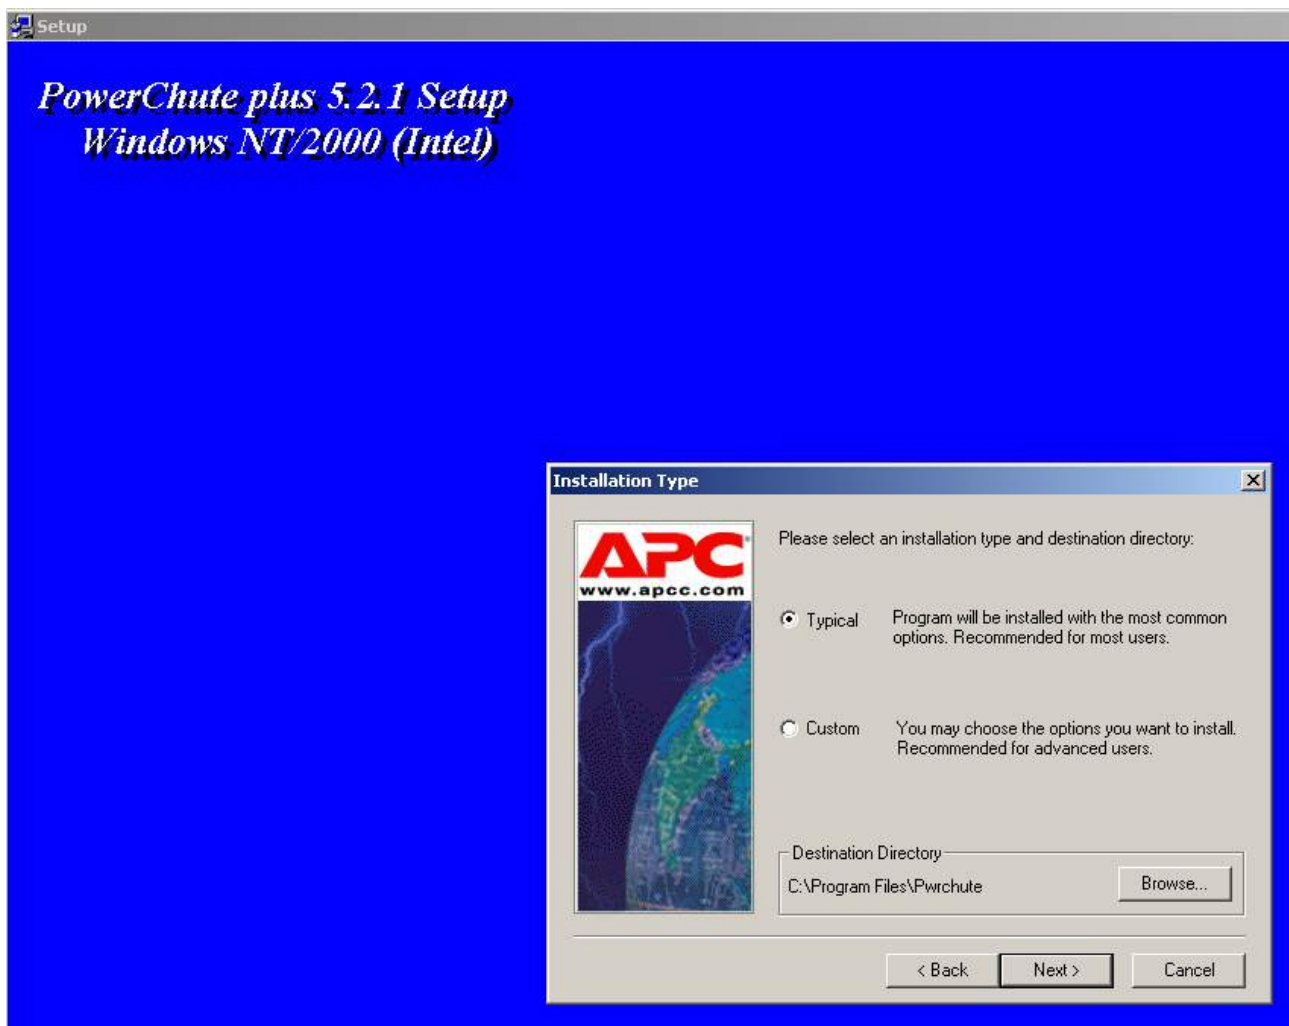 Setup
PowerChute plus 5.2.1 Setup
Windows NT/2000 (Intel)
Installation Type
APC
www.apcc.com
Please select an installation type and destination directory:
Typical
Program will be installed with the most common
options. Recommended for most users.
Custom
You may choose the options you want to install.
Recommended for advanced users.
Destination Directory
C:\Program Files\Pwrchute
Browse...
< Back
Next >
Cancel